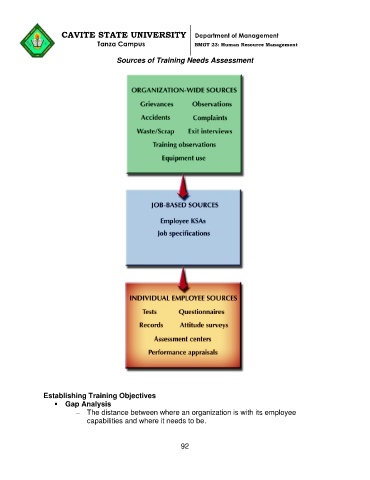 CAVITE STATE UNIVERSITY
Tanza Campus
Department of Management
BMGT 23: Human Resource Management
Sources of Training Needs Assessment
ORGANIZATION-WIDE SOURCES
Grievances Observations
Accidents Complaints
Waste/Scrap Exit interviews
Training observations
Equipment use
JOB-BASED SOURCES
Employee KSAs
Job specifications
INDIVIDUAL EMPLOYEE SOURCES
Tests Questionnaires
Records Attitude surveys
Assessment centers
Performance appraisals
Establishing Training Objectives
▪ Gap Analysis
– The distance between where an organization is with its employee
capabilities and where it needs to be.
92